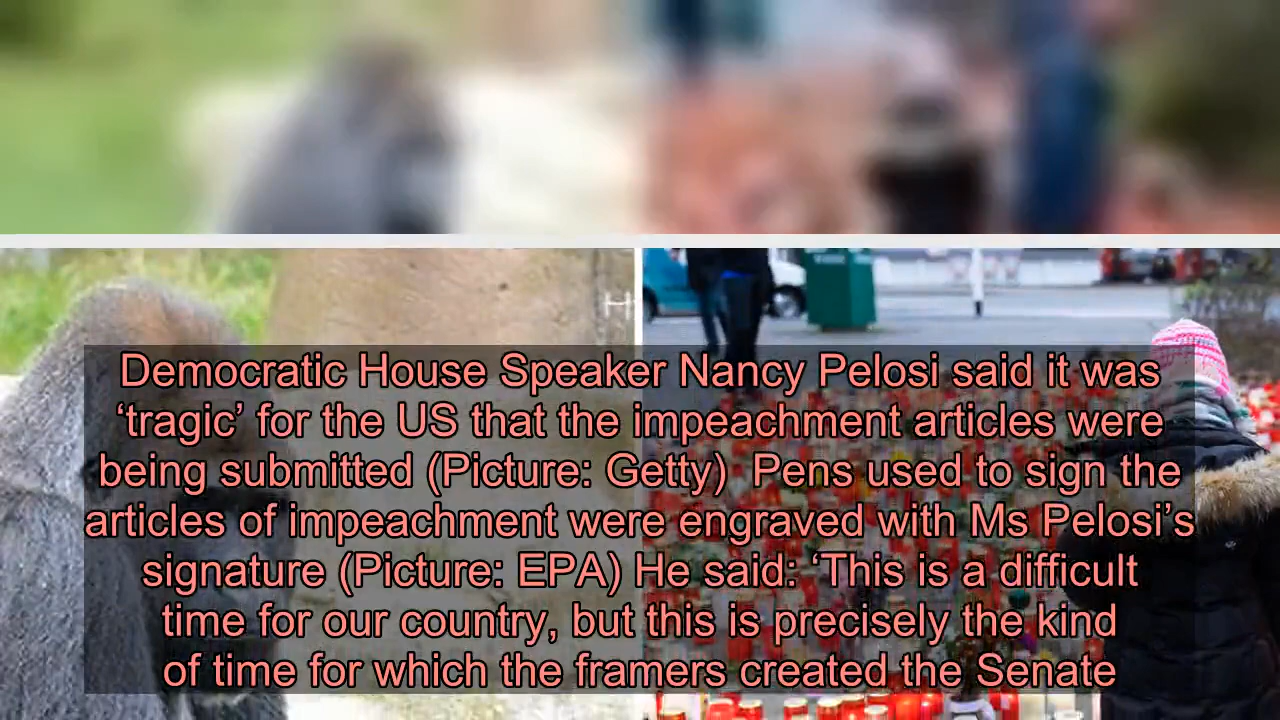 Democratic House Speaker Nancy Pelosi said it was
‘tragic’ for the US that the impeachment articles were
being submitted (Picture: Getty)  Pens used to sign the
articles of impeachment were engraved with Ms Pelosi’s
signature (Picture: EPA) He said: ‘This is a difficult
time for our country, but this is precisely the kind
of time for which the framers created the Senate